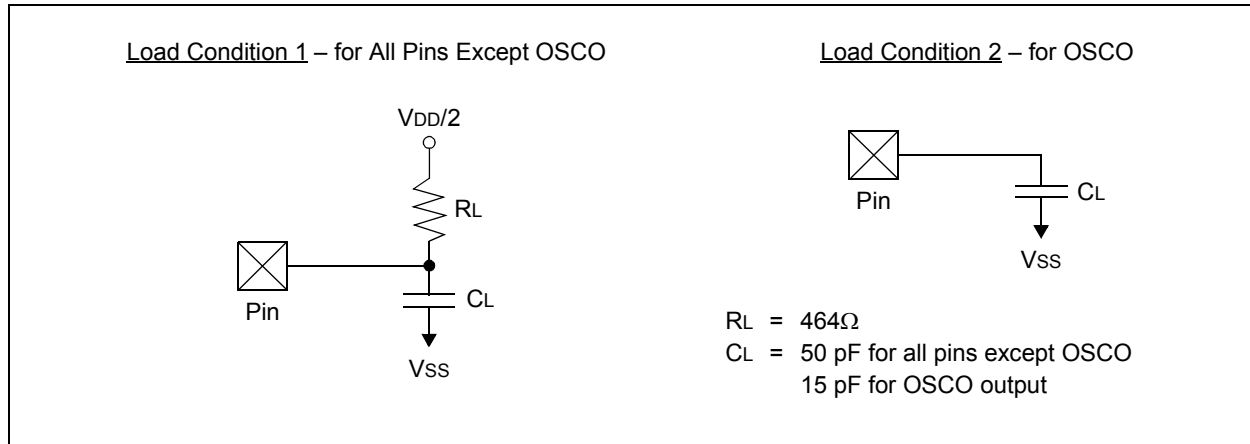 Load Condition 1 – for All Pins Except OSCO
VDD/2
RL
Pin
CL
VSS
Load Condition 2 – for OSCO
Pin
CL
VSS
RL = 464Ω
CL = 50 pF for all pins except OSCO
15 pF for OSCO output